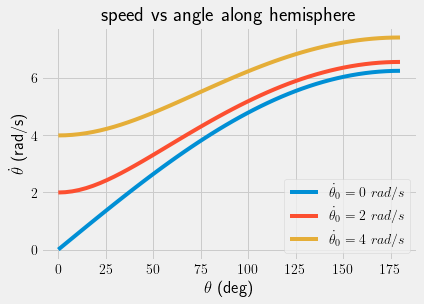 speed vs angle along hemisphere
θ̇ (rad/s)
6
4
2
0
θ̇₀ = 0 rad/s
θ̇₀ = 2 rad/s
θ̇₀ = 4 rad/s
0 25 50 75 100 125 150 175
θ (deg)